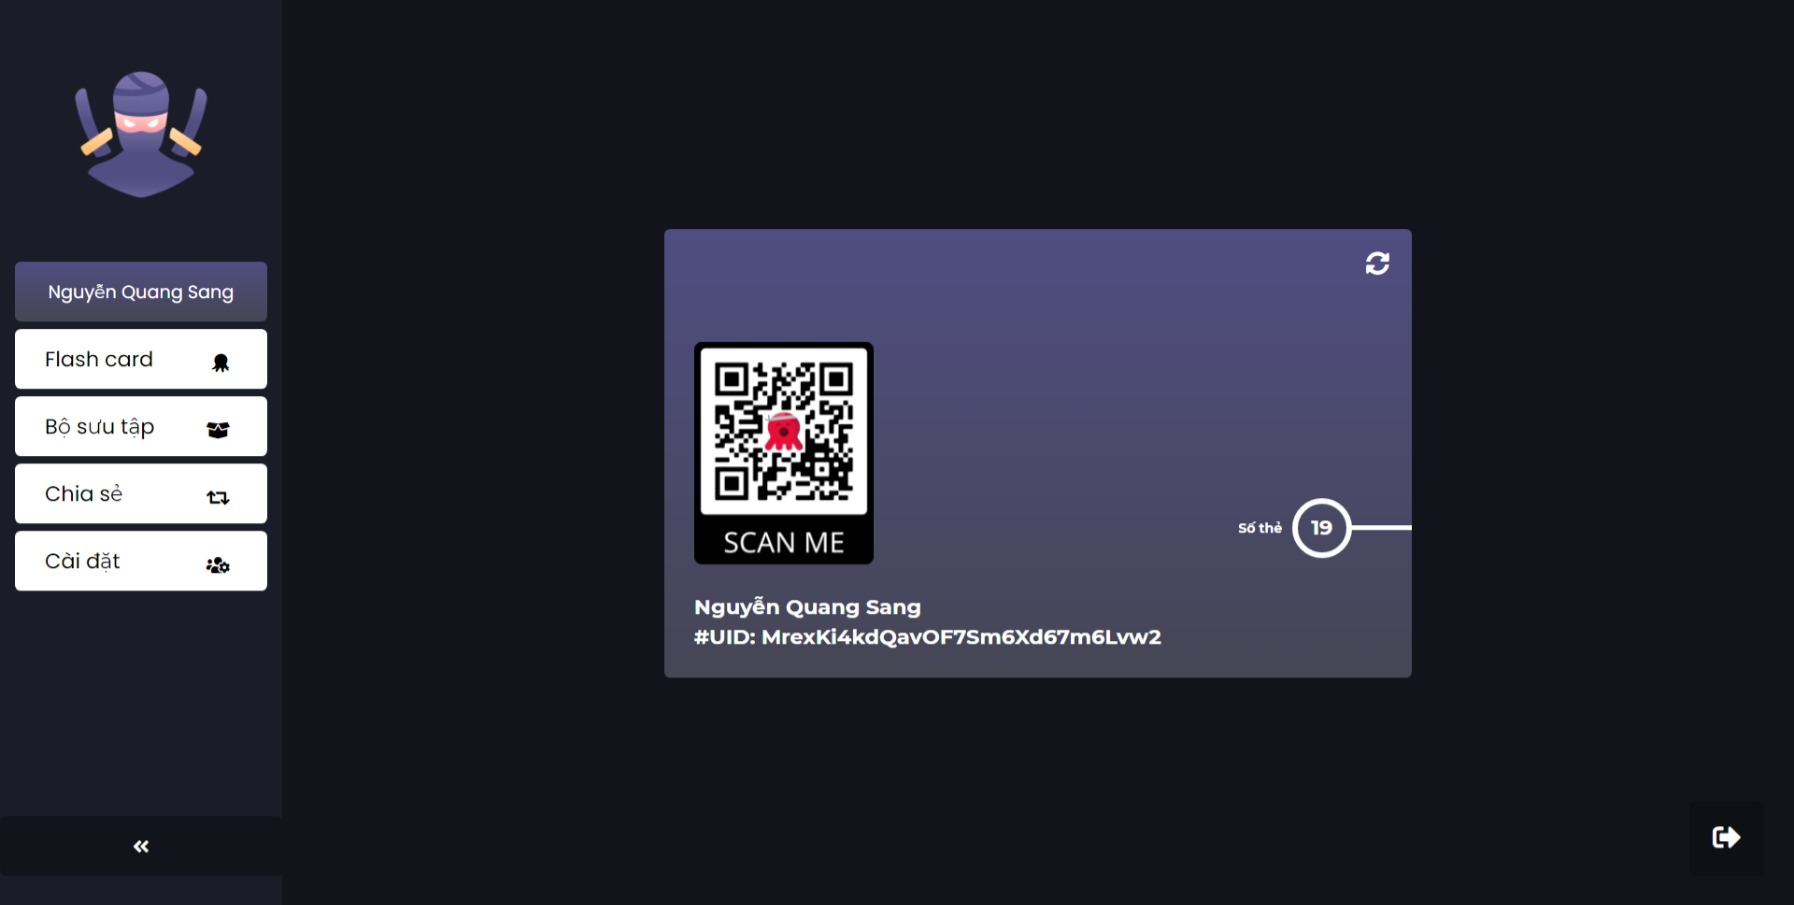 Nguyễn Quang Sang
Flash card
Bộ sưu tập
Chia sẻ
Cài đặt
SCAN ME
Số thẻ 19
Nguyễn Quang Sang
#UID: MrexKi4kdQavOF7Sm6Xd67m6Lvw2